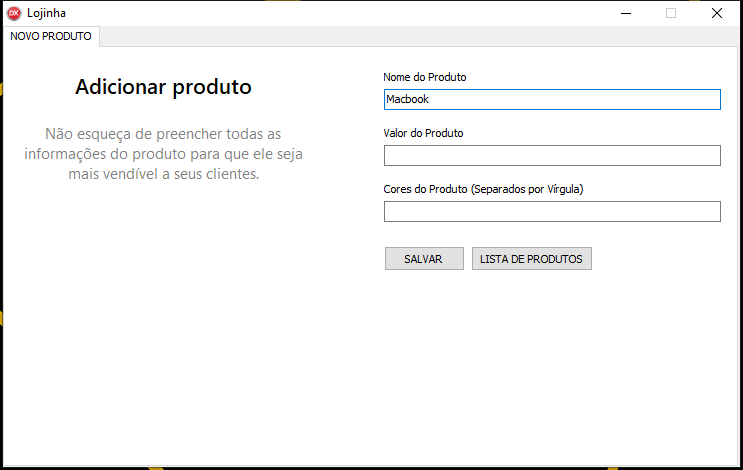 DX Lojinha
NOVO PRODUTO
Adicionar produto
Não esqueça de preencher todas as
informações do produto para que ele seja
mais vendível a seus clientes.
Nome do Produto
Macbook
Valor do Produto
Cores do Produto (Separados por Vírgula)
SALVAR
LISTA DE PRODUTOS